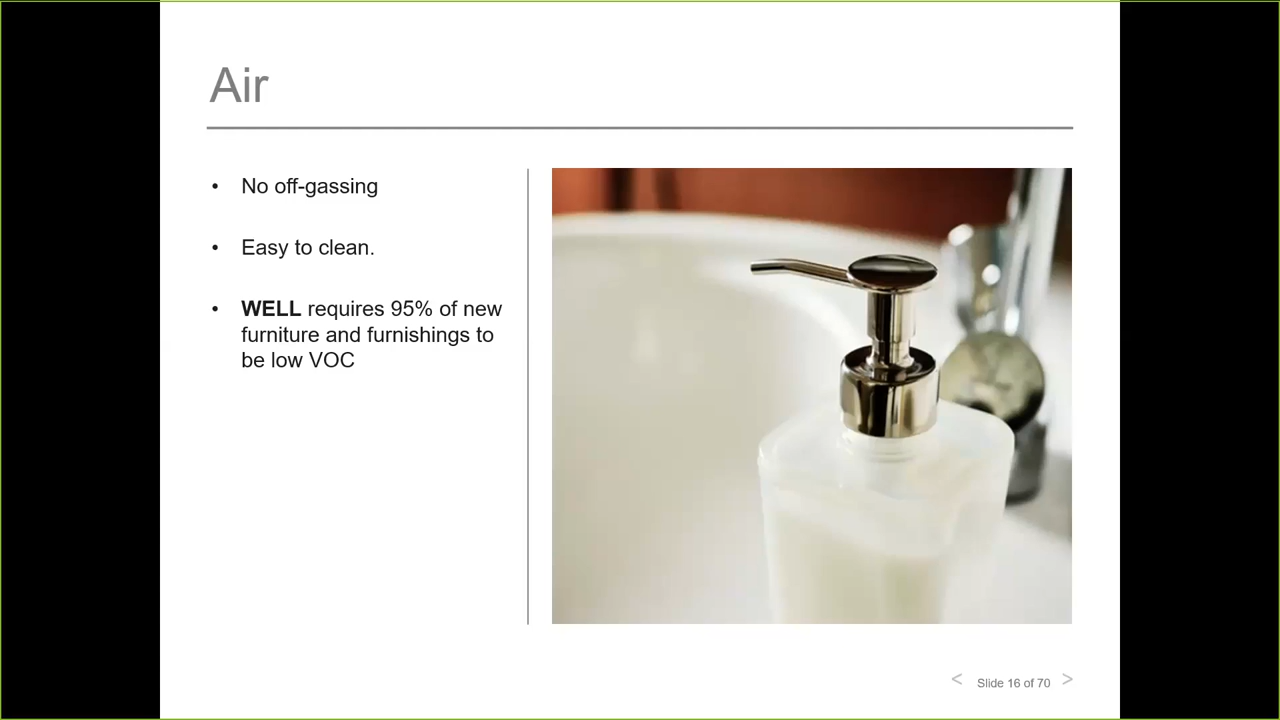 Air
• No off-gassing
• Easy to clean.
• WELL requires 95% of new
furniture and furnishings to
be low VOC
< Slide 16 of 70 >